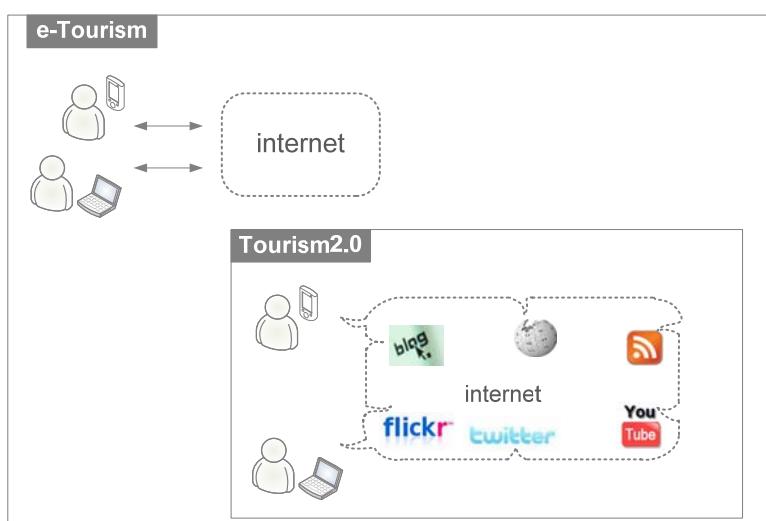 e-Tourism
internet
Tourism2.0
blog
internet
flickr
twitter
You
Tube